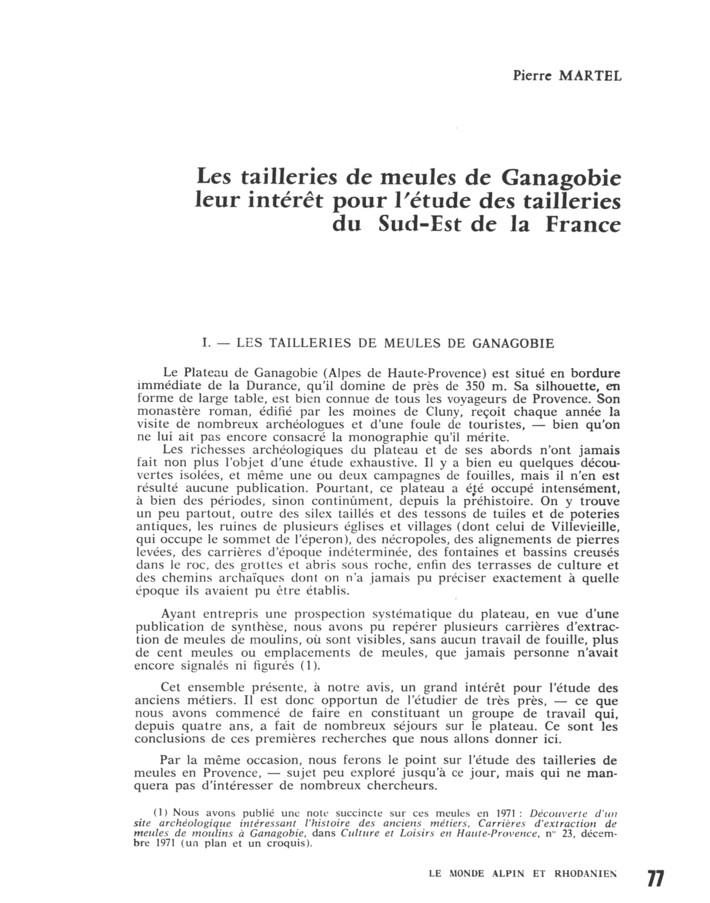 Pierre MARTEL
Les tailleries de meules de Ganagobie
leur intérêt pour l'étude des tailleries
du Sud-Est de la France
I. — LES TAILLERIES DE MEULES DE GANAGOBIE
Le Plateau de Ganagobie (Alpes de Haute-Provence) est situé en bordure
immédiate de la Durance, qu'il domine de près de 350 m. Sa silhouette, en
forme de large table, est bien connue de tous les voyageurs de Provence. Son
monastère roman, édifié par les moines de Cluny, reçoit chaque année la
visite de nombreux archéologues et d'une foule de touristes, — bien qu'on
ne lui ait pas encore consacré la monographie qu'il mérite.
Les richesses archéologiques du plateau et de ses abords n'ont jamais
fait non plus l'objet d'une étude exhaustive. Il y a bien eu quelques décou-
vertes isolées, et même une ou deux campagnes de fouilles, mais il n'en est
résulté aucune publication. Pourtant, ce plateau a été occupé intensément,
à bien des périodes, sinon continûment, depuis la préhistoire. On y trouve
un peu partout, outre des silex taillés et des tessons de tuiles et de poteries
antiques, les ruines de plusieurs églises et villages (dont celui de Villevieille,
qui occupe le sommet de l'éperon), des nécropoles, des alignements de pierres
levées, des carrières d'époque indéterminée, des fontaines et bassins creusés
dans le roc, des grottes et abris sous roche, enfin des terrasses de culture et
des chemins archaïques dont on n'a jamais pu préciser exactement à quelle
époque ils avaient pu être établis.
Ayant entrepris une prospection systématique du plateau, en vue d'une
publication de synthèse, nous avons pu repérer plusieurs carrières d'extrac-
tion de meules de moulins, où sont visibles, sans aucun travail de fouille, plus
de cent meules ou emplacements de meules, que jamais personne n'avait
encore signalés ni figurés (1).
Cet ensemble présente, à notre avis, un grand intérêt pour l'étude des
anciens métiers. Il est donc opportun de l'étudier de très près, — ce que
nous avons commencé de faire en constituant un groupe de travail qui,
depuis quatre ans, a fait de nombreux séjours sur le plateau. Ce sont les
conclusions de ces premières recherches que nous allons donner ici.
Par la même occasion, nous ferons le point sur l'étude des tailleries de
meules en Provence, — sujet peu exploré jusqu'à ce jour, mais qui ne man-
quera pas d'intéresser de nombreux chercheurs.
(1) Nous avons publié une note succincte sur ces meules en 1971 : Découverte d'un
site archéologique intéressant l'histoire des anciens métiers, Carrières d'extraction de
meules de moulins à Ganagobie, dans Culture et Loisirs en Haute-Provence, n° 23, décem-
bre 1971 (un plan et un croquis).
LE MONDE ALPIN ET RHODANIEN 77